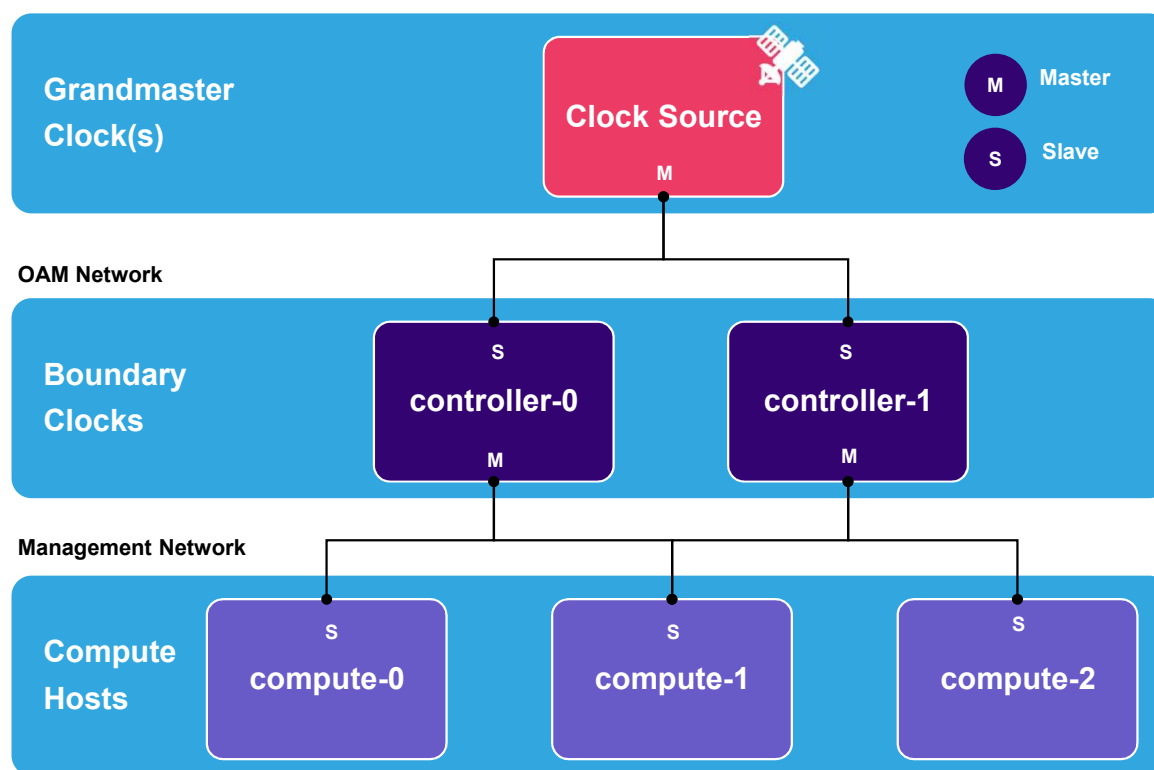 Grandmaster
Clock(s)
Clock Source
M
M
Master
S
Slave
OAM Network
Boundary
Clocks
S
controller-0
M
S
controller-1
M
Management Network
Compute
Hosts
S
compute-0
S
compute-1
S
compute-2